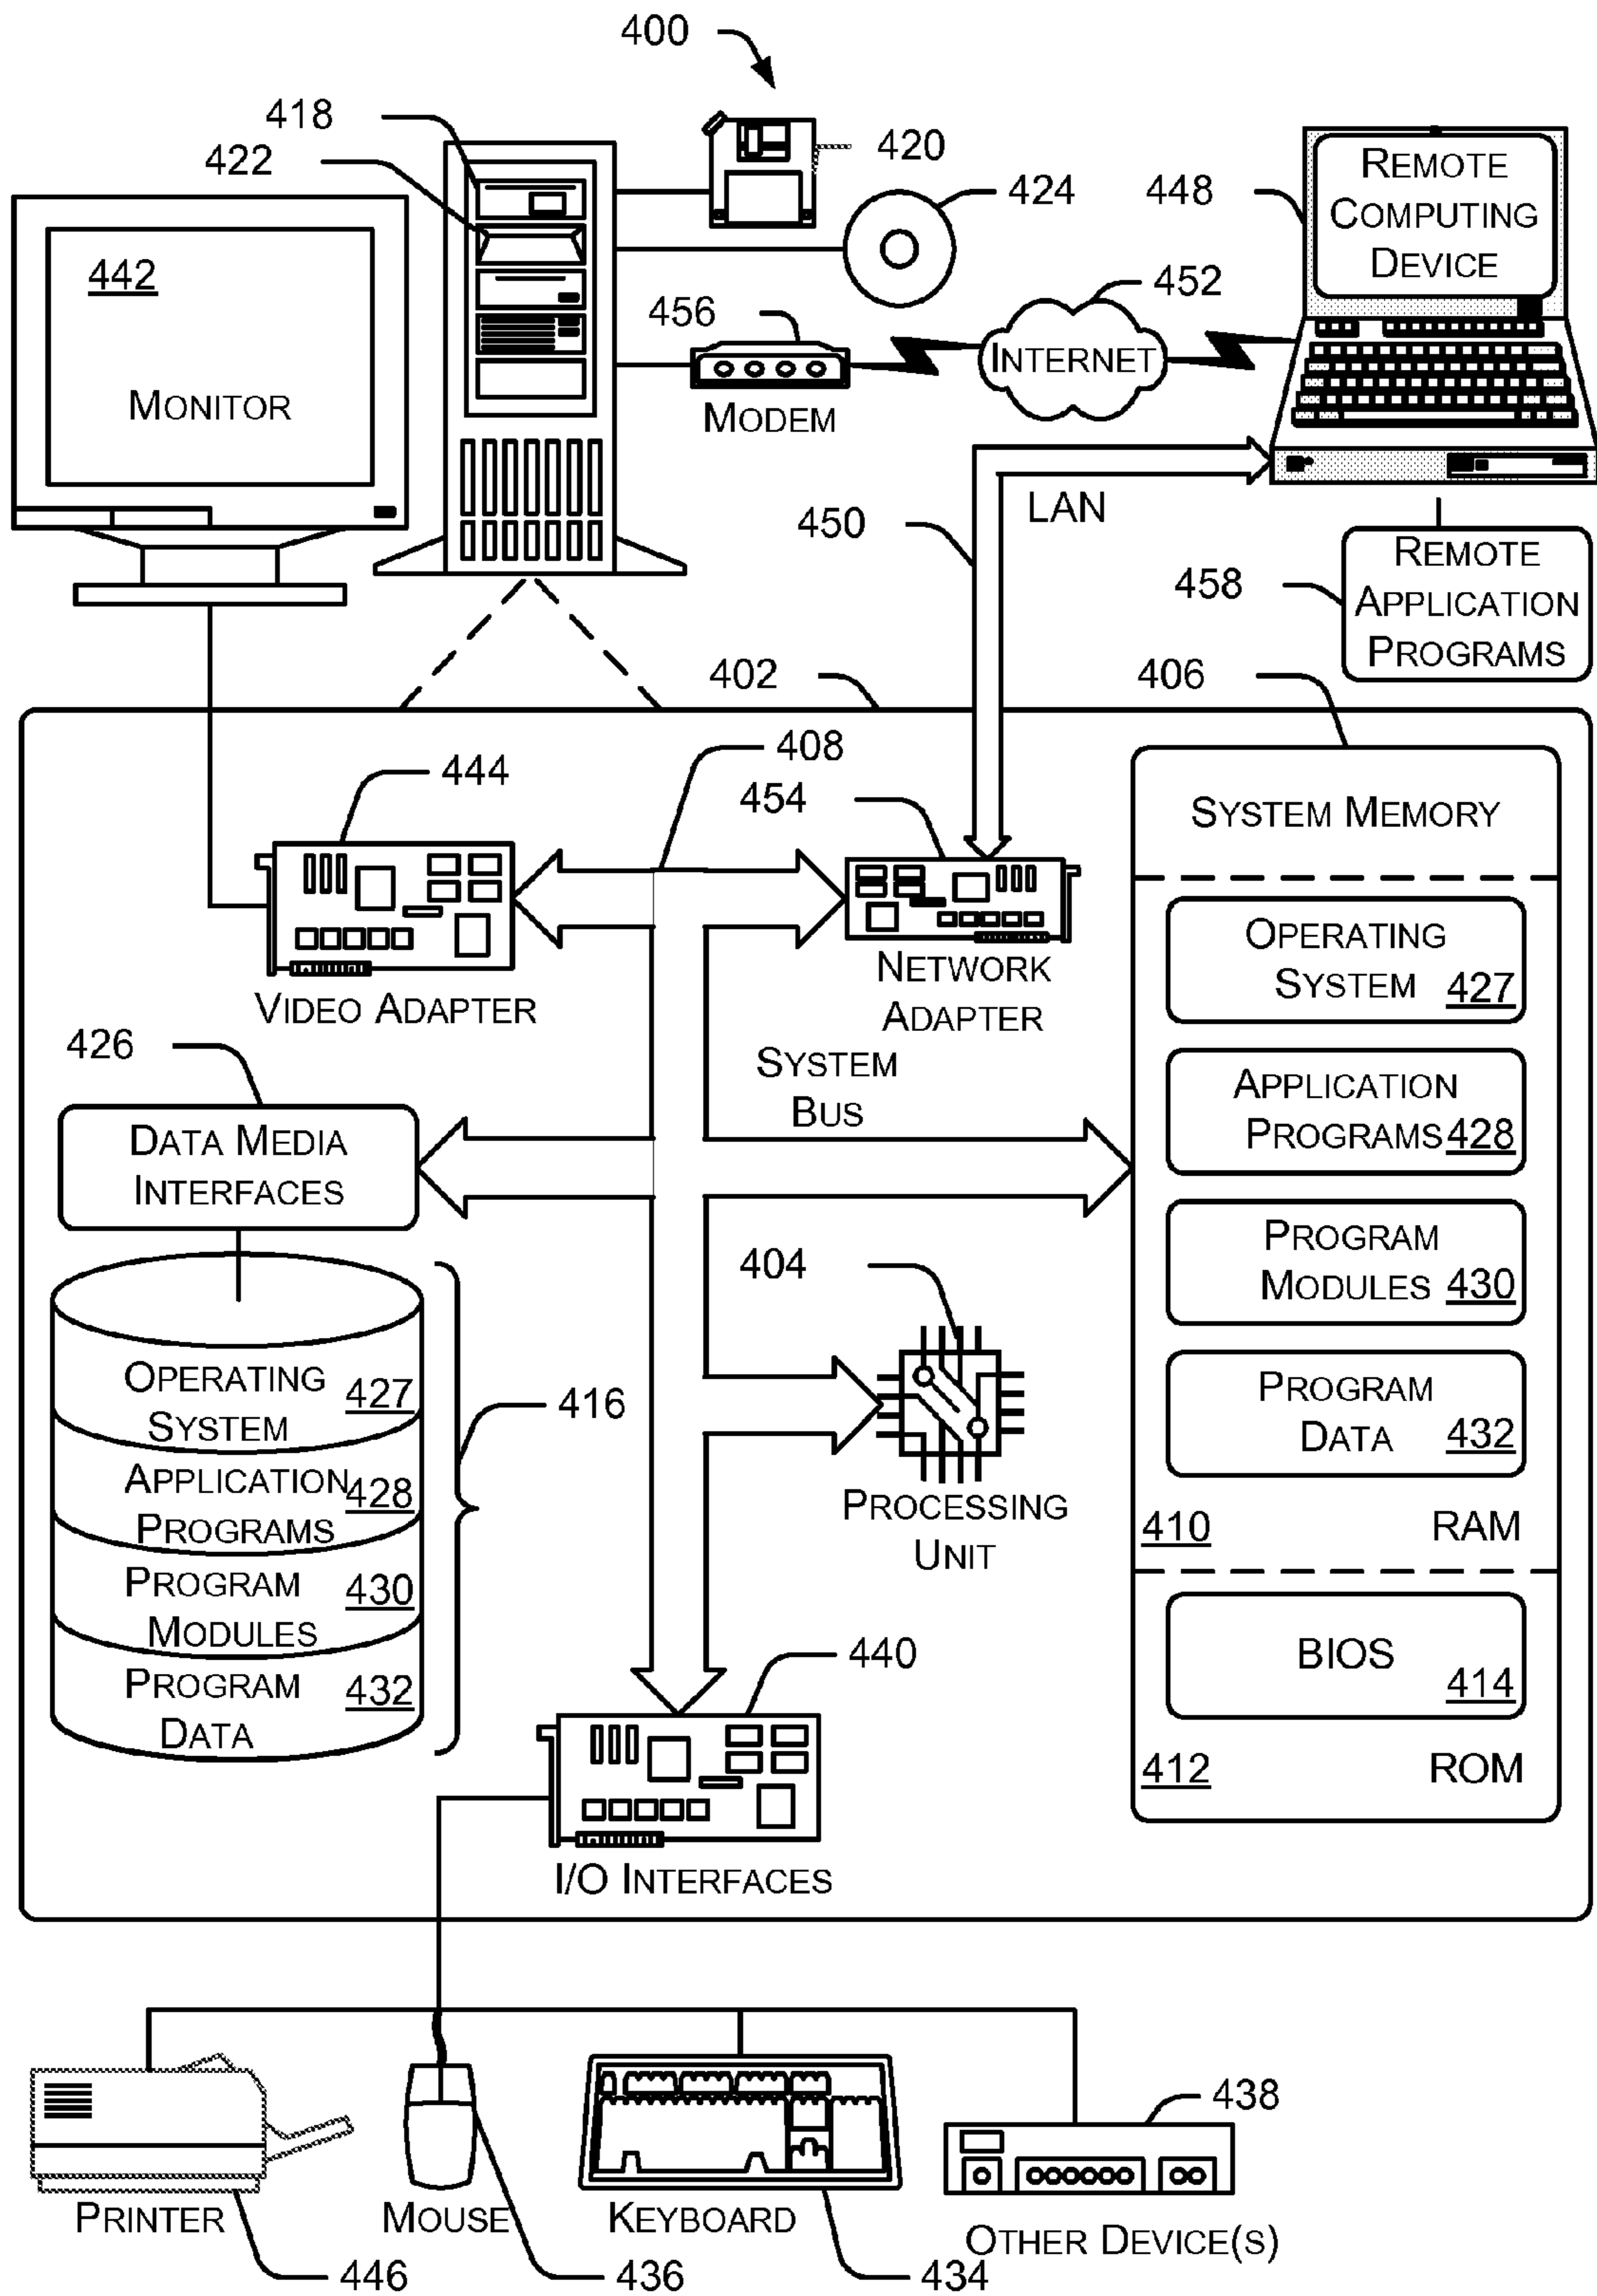 400
418
422
420
424
448
REMOTE
COMPUTING
DEVICE
442
MONITOR
456
MODEM
452
INTERNET
LAN
450
458
REMOTE
APPLICATION
PROGRAMS
402
406
408
444
454
VIDEO ADAPTER
NETWORK
ADAPTER
SYSTEM
BUS
426
DATA MEDIA
INTERFACES
OPERATING
SYSTEM 427
APPLICATION
PROGRAMS 428
PROGRAM
MODULES 430
PROGRAM
DATA 432
416
404
PROCESSING
UNIT
440
I/O INTERFACES
SYSTEM MEMORY
OPERATING
SYSTEM 427
APPLICATION
PROGRAMS 428
PROGRAM
MODULES 430
PROGRAM
DATA 432
410 RAM
BIOS
414
412 ROM
PRINTER
446
MOUSE
436
KEYBOARD
434
438
OTHER DEVICE(S)